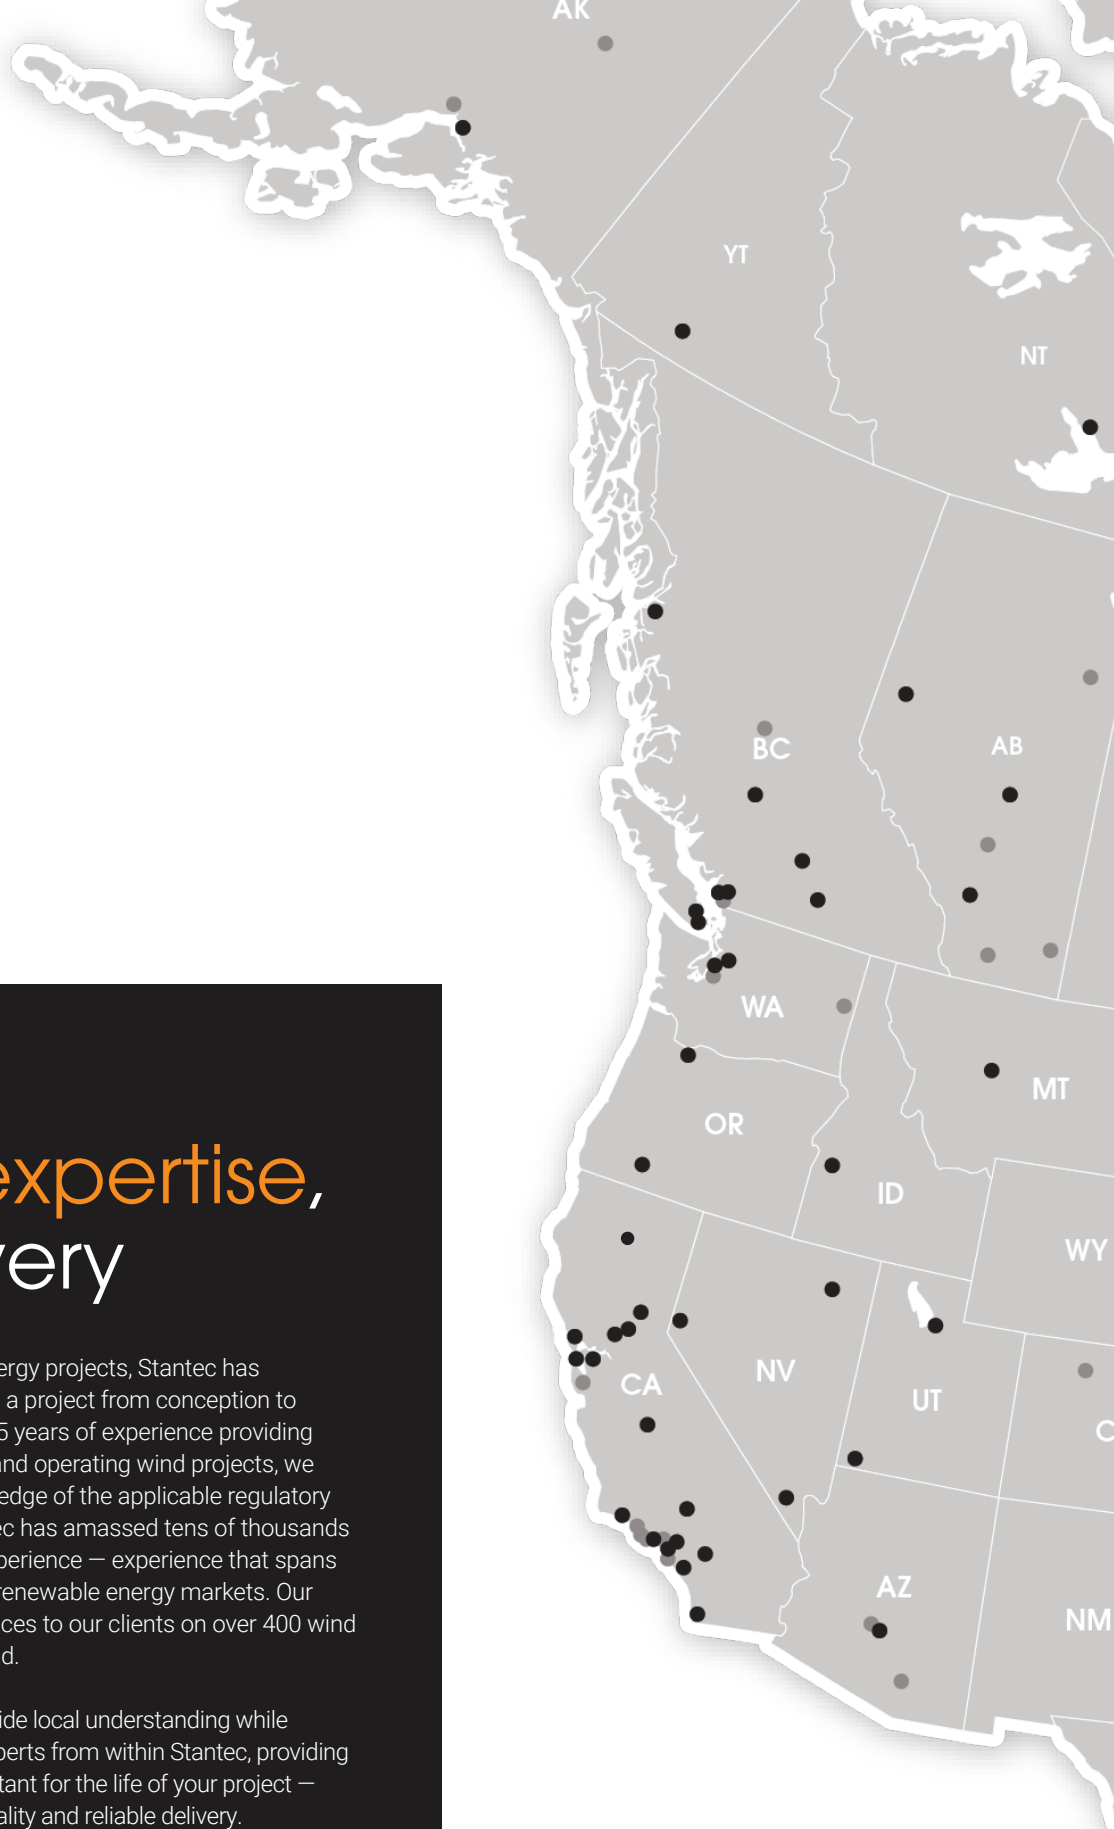 AK
YT
NT
BC
AB
WA
MT
OR
ID
WY
NV
CA
UT
C
AZ
NM
expertise,
very
ergy projects, Stantec has
a project from conception to
5 years of experience providing
and operating wind projects, we
edge of the applicable regulatory
ec has amassed tens of thousands
perience — experience that spans
renewable energy markets. Our
ces to our clients on over 400 wind
d.
ide local understanding while
perts from within Stantec, providing
tant for the life of your project —
ality and reliable delivery.